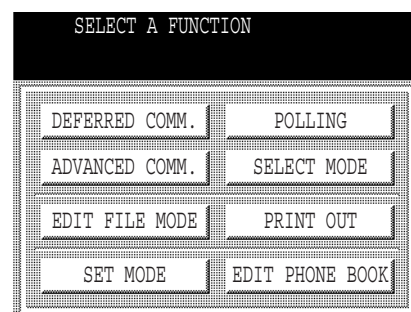 SELECT A FUNCTION
DEFERRED COMM. POLLING
ADVANCED COMM. SELECT MODE
EDIT FILE MODE PRINT OUT
SET MODE EDIT PHONE BOOK